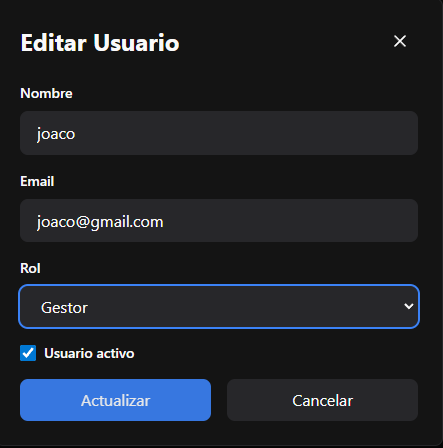 Editar Usuario
Nombre
joaco
Email
joaco@gmail.com
Rol
Gestor
Usuario activo
Actualizar Cancelar